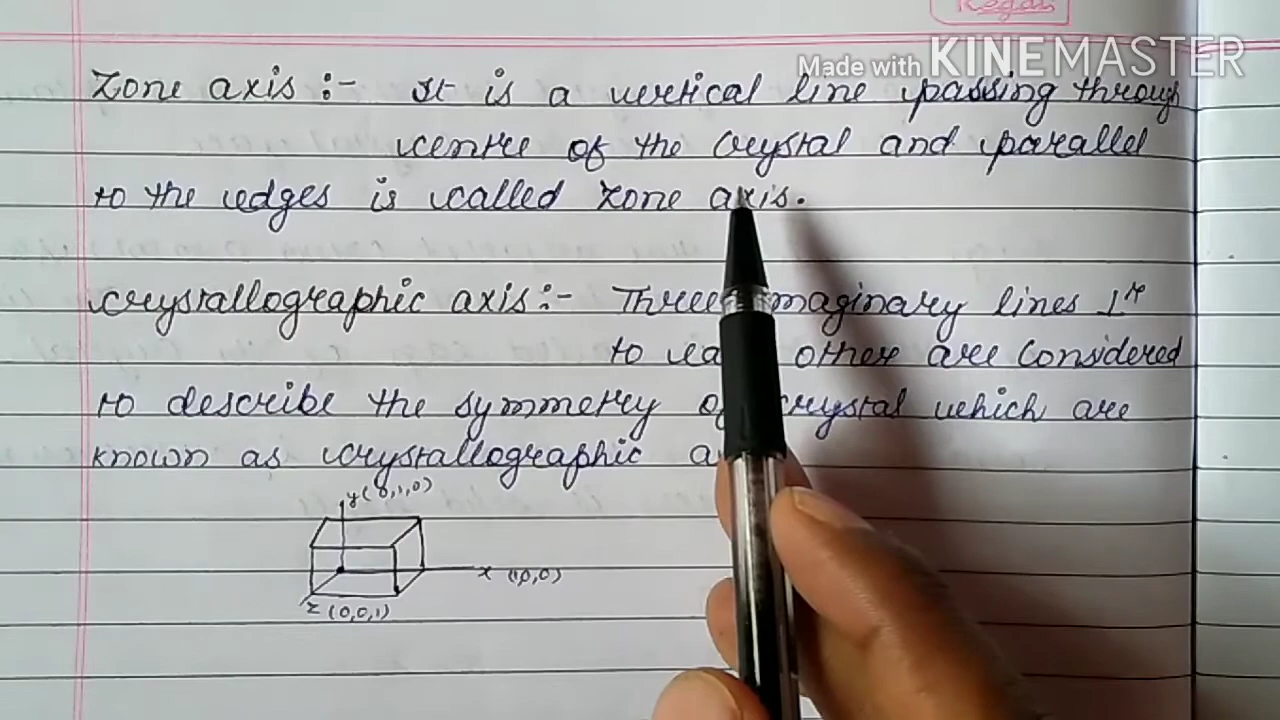 Regal
Made with KINEMASTER
Zone axis :- It is a vertical line passing through
centre of the crystal and parallel
to the edges is called zone axis.
Crystallographic axis :- Three imaginary lines ⊥r
to other are considered
to describe the symmetry of crystal which are
known as crystallographic
y (0,1,0)
x (1,0,0)
z (0,0,1)